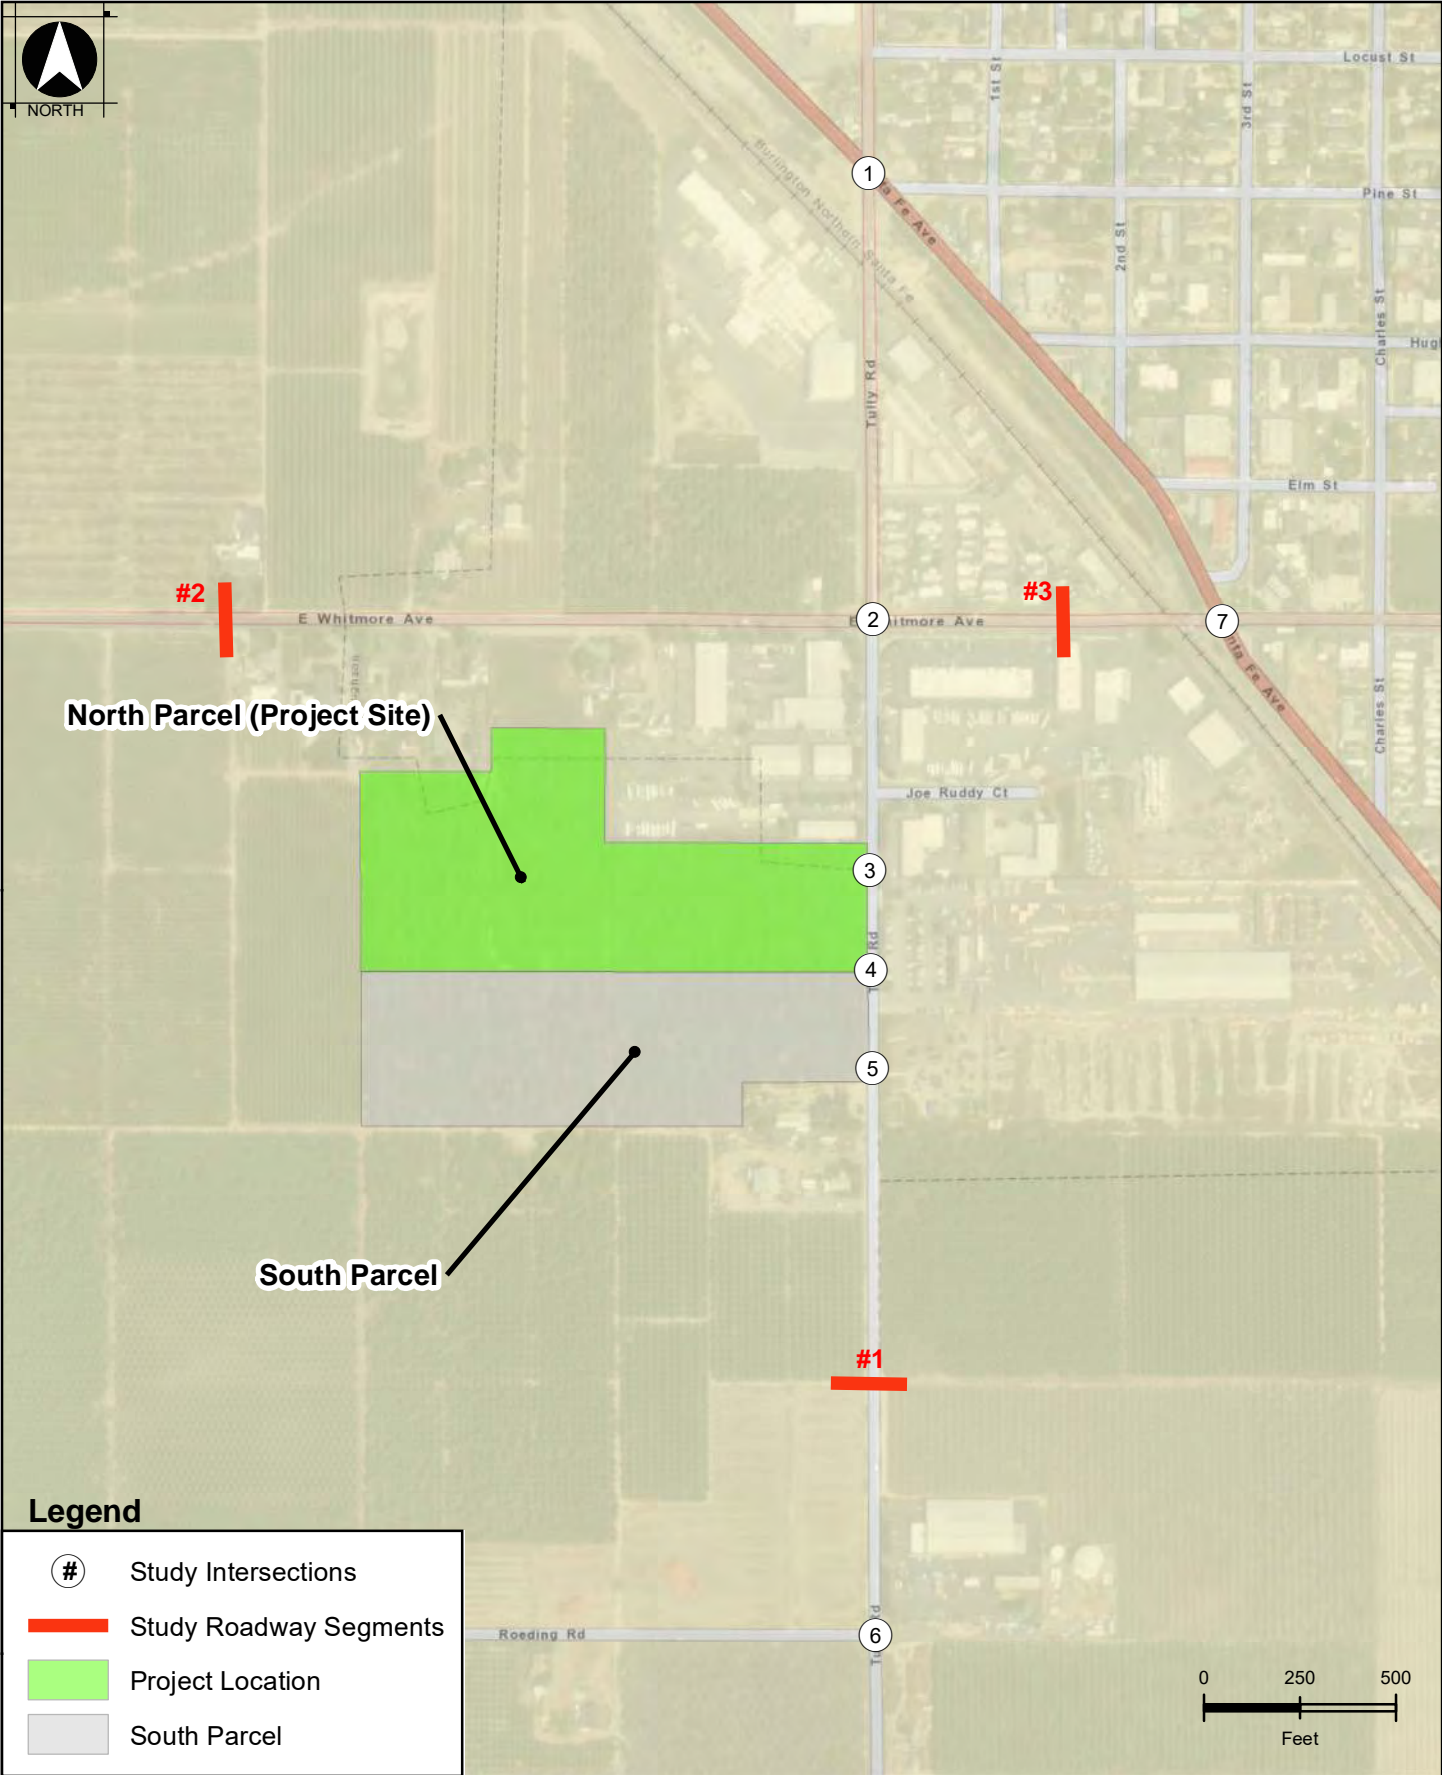 NORTH
Locust St
1st St
3rd St
Pine St
1
Fe Ave
Burlington Northern Santa Fe
2nd St
Charles St
Tully Rd
Elm St
#2
#3
E Whitmore Ave
2
7
Fe Ave
Charles St
North Parcel (Project Site)
Joe Ruddy Ct
3
Rd
4
5
South Parcel
#1
Legend
# Study Intersections
Study Roadway Segments
Project Location
South Parcel
Roeding Rd
6
0 250 500
Feet